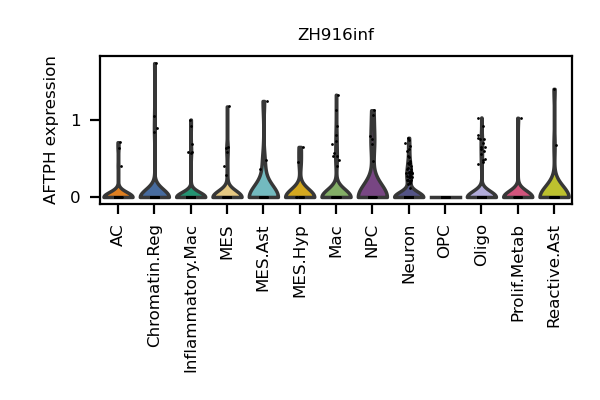 ZH916inf
AFTPH expression
1
0
AC
Chromatin.Reg
Inflammatory.Mac
MES
MES.Ast
MES.Hyp
Mac
NPC
Neuron
OPC
Oligo
Prolif.Metab
Reactive.Ast